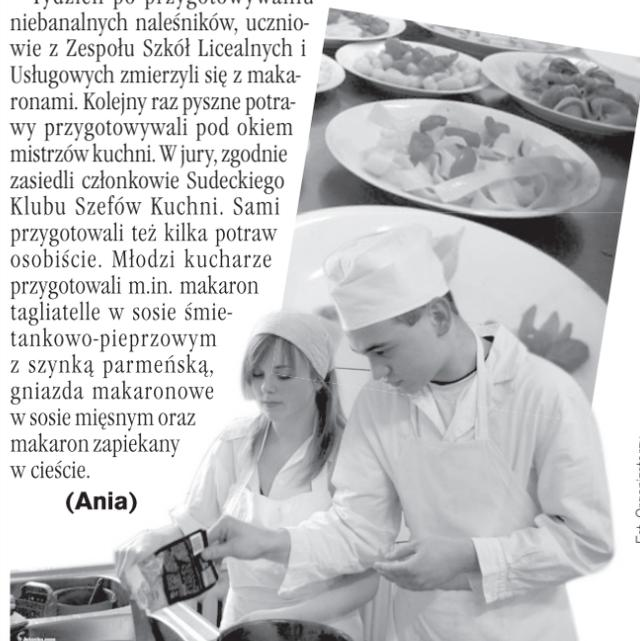 Tydzień po przygotowywaniu
niebanalnych naleśników, ucznio-
wie z Zespołu Szkół Licealnych i
Usługowych zmierzyli się z maka-
ronami. Kolejny raz pyszne potra-
wy przygotowywali pod okiem
mistrzów kuchni. W jury, zgodnie
zasiedli członkowie Sudeckiego
Klubu Szefów Kuchni. Sami
przygotowali też kilka potraw
osobiście. Młodzi kucharze
przygotowali m.in. makaron
tagliatelle w sosie śmie-
tankowo-pieprzowym
z szynką parmeńską,
gniazda makaronowe
w sosie mięsnym oraz
makaron zapiekany
w cieście.
(Ania)